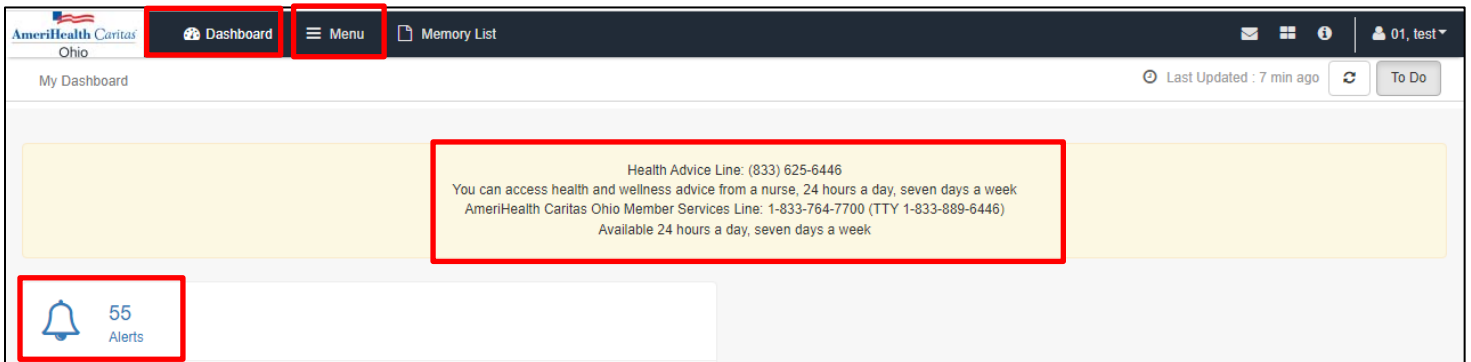 AmeriHealth Caritas
Ohio
Dashboard
Menu
Memory List
01, test
My Dashboard
Last Updated : 7 min ago
To Do
Health Advice Line: (833) 625-6446
You can access health and wellness advice from a nurse, 24 hours a day, seven days a week
AmeriHealth Caritas Ohio Member Services Line: 1-833-764-7700 (TTY 1-833-889-6446)
Available 24 hours a day, seven days a week
55
Alerts